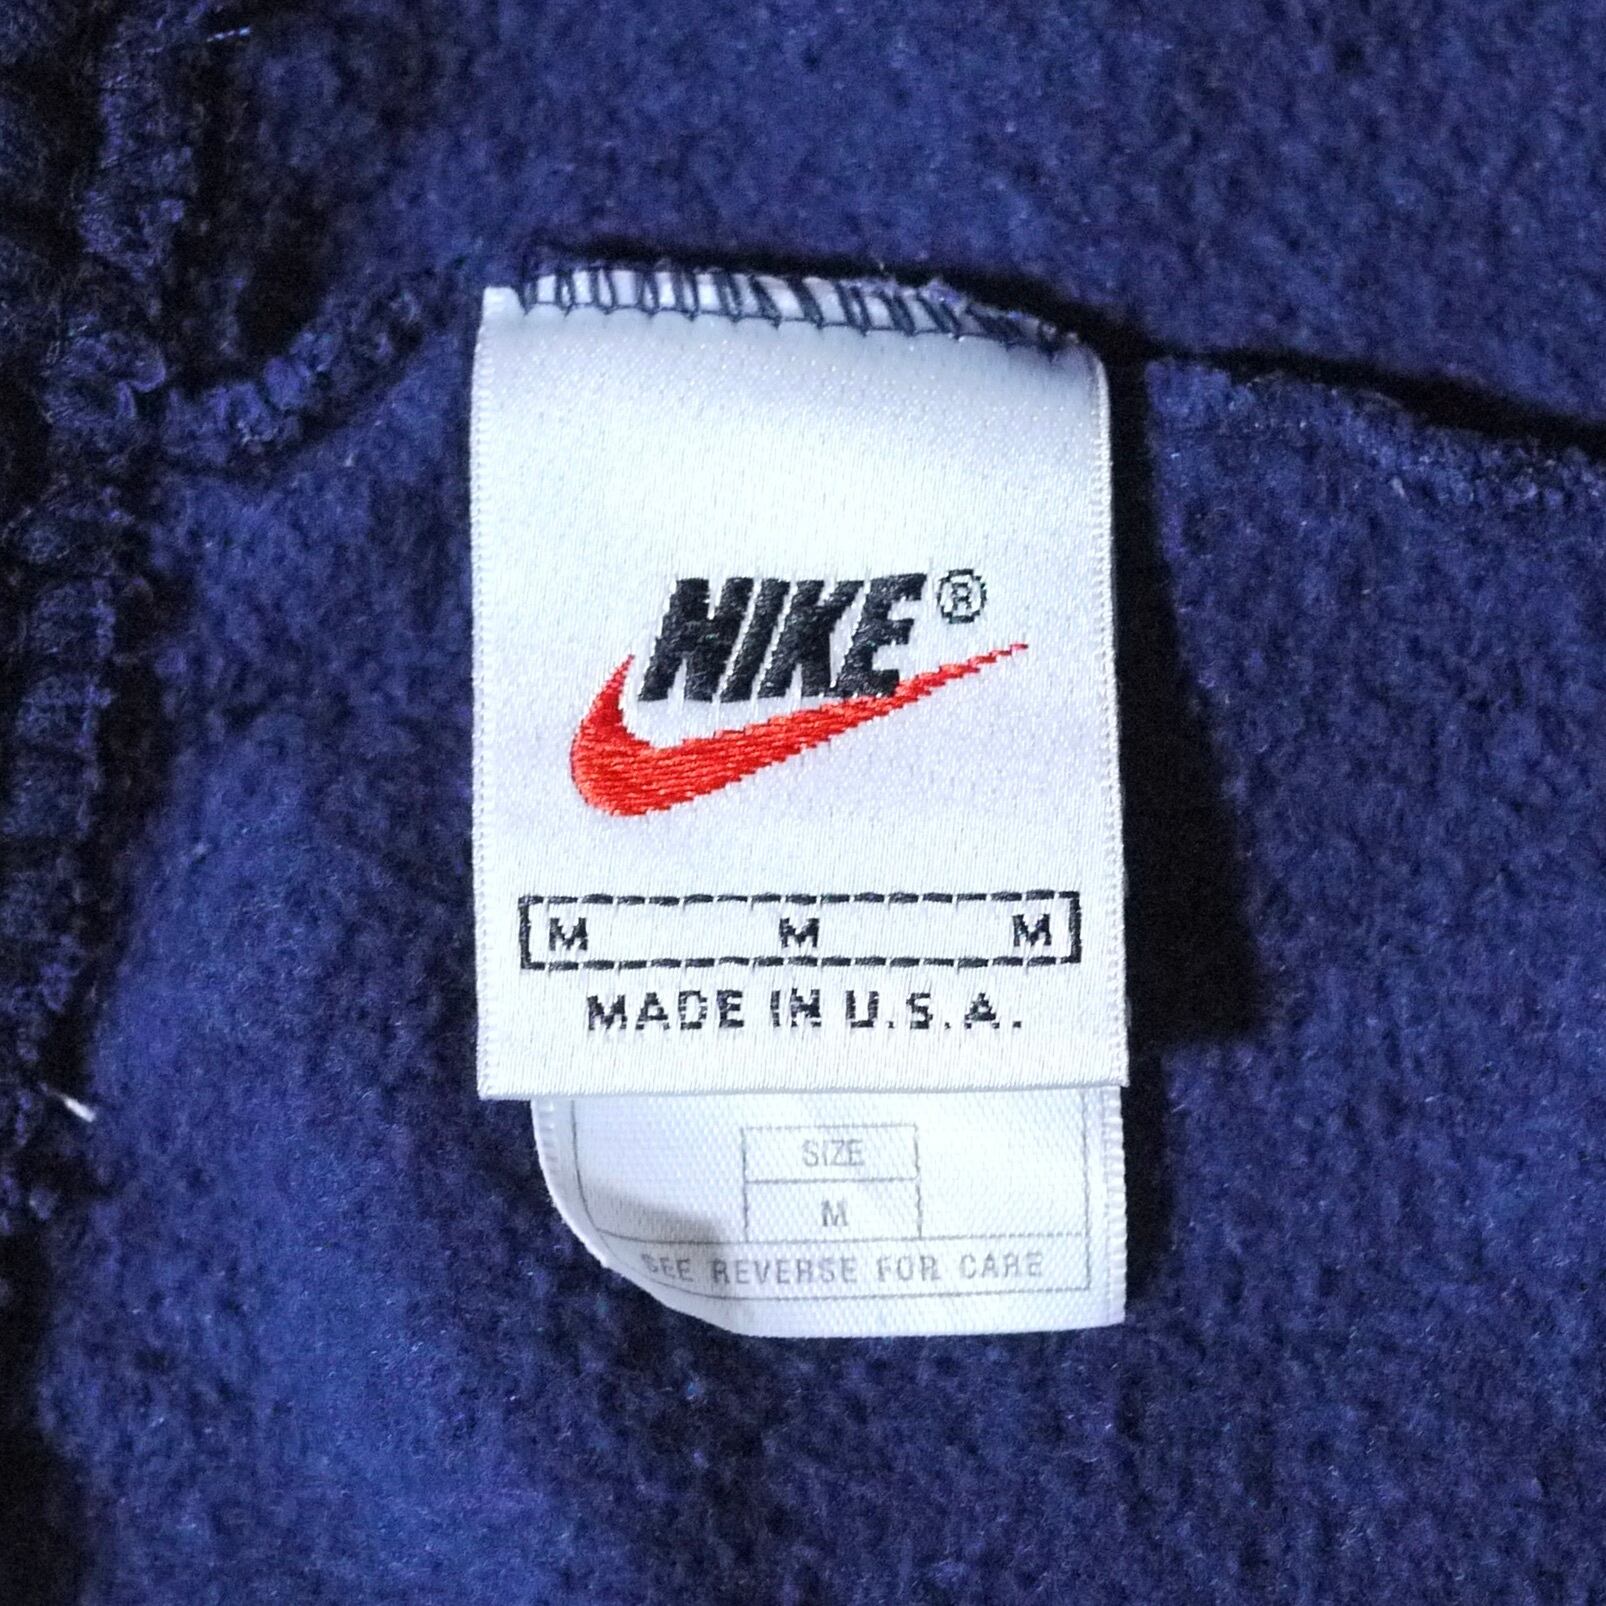 NIKE®
M M M
MADE IN U.S.A.
SIZE
M
SEE REVERSE FOR CARE